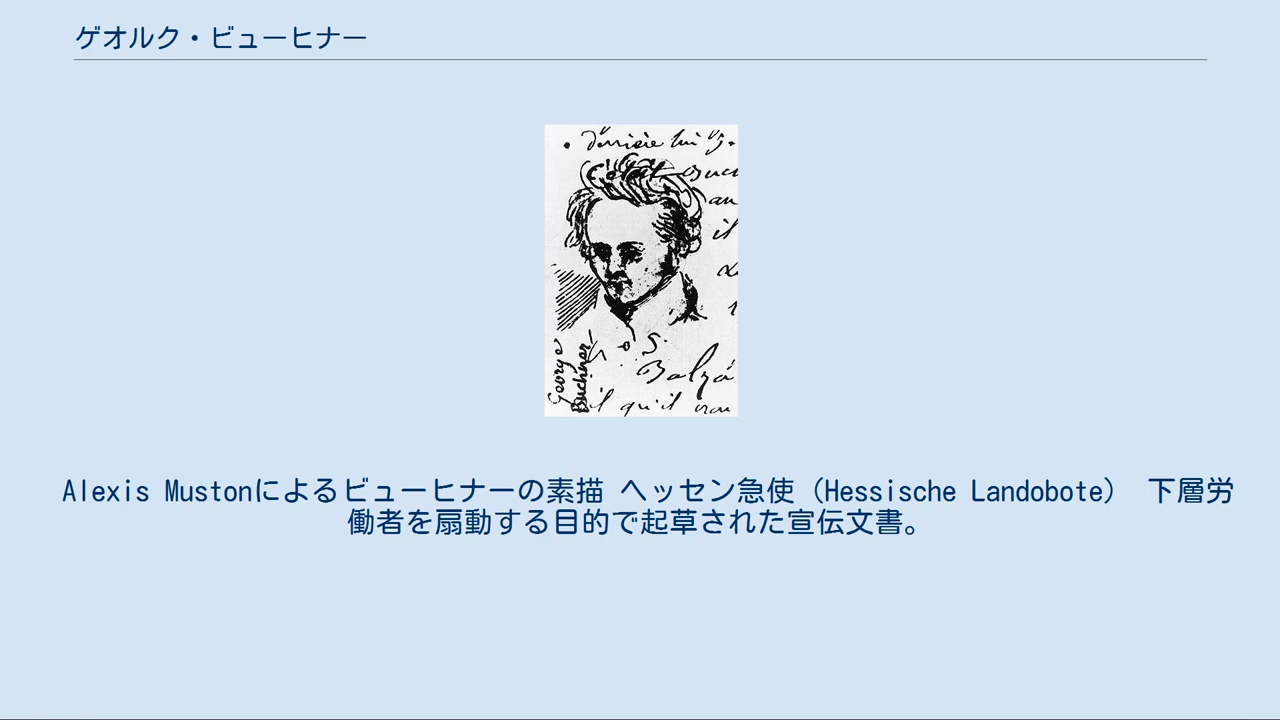 ゲオルク・ビューヒナー
George
Büchner
Alexis Mustonによるビューヒナーの素描 ヘッセン急使（Hessische Landobote） 下層労
働者を扇動する目的で起草された宣伝文書。